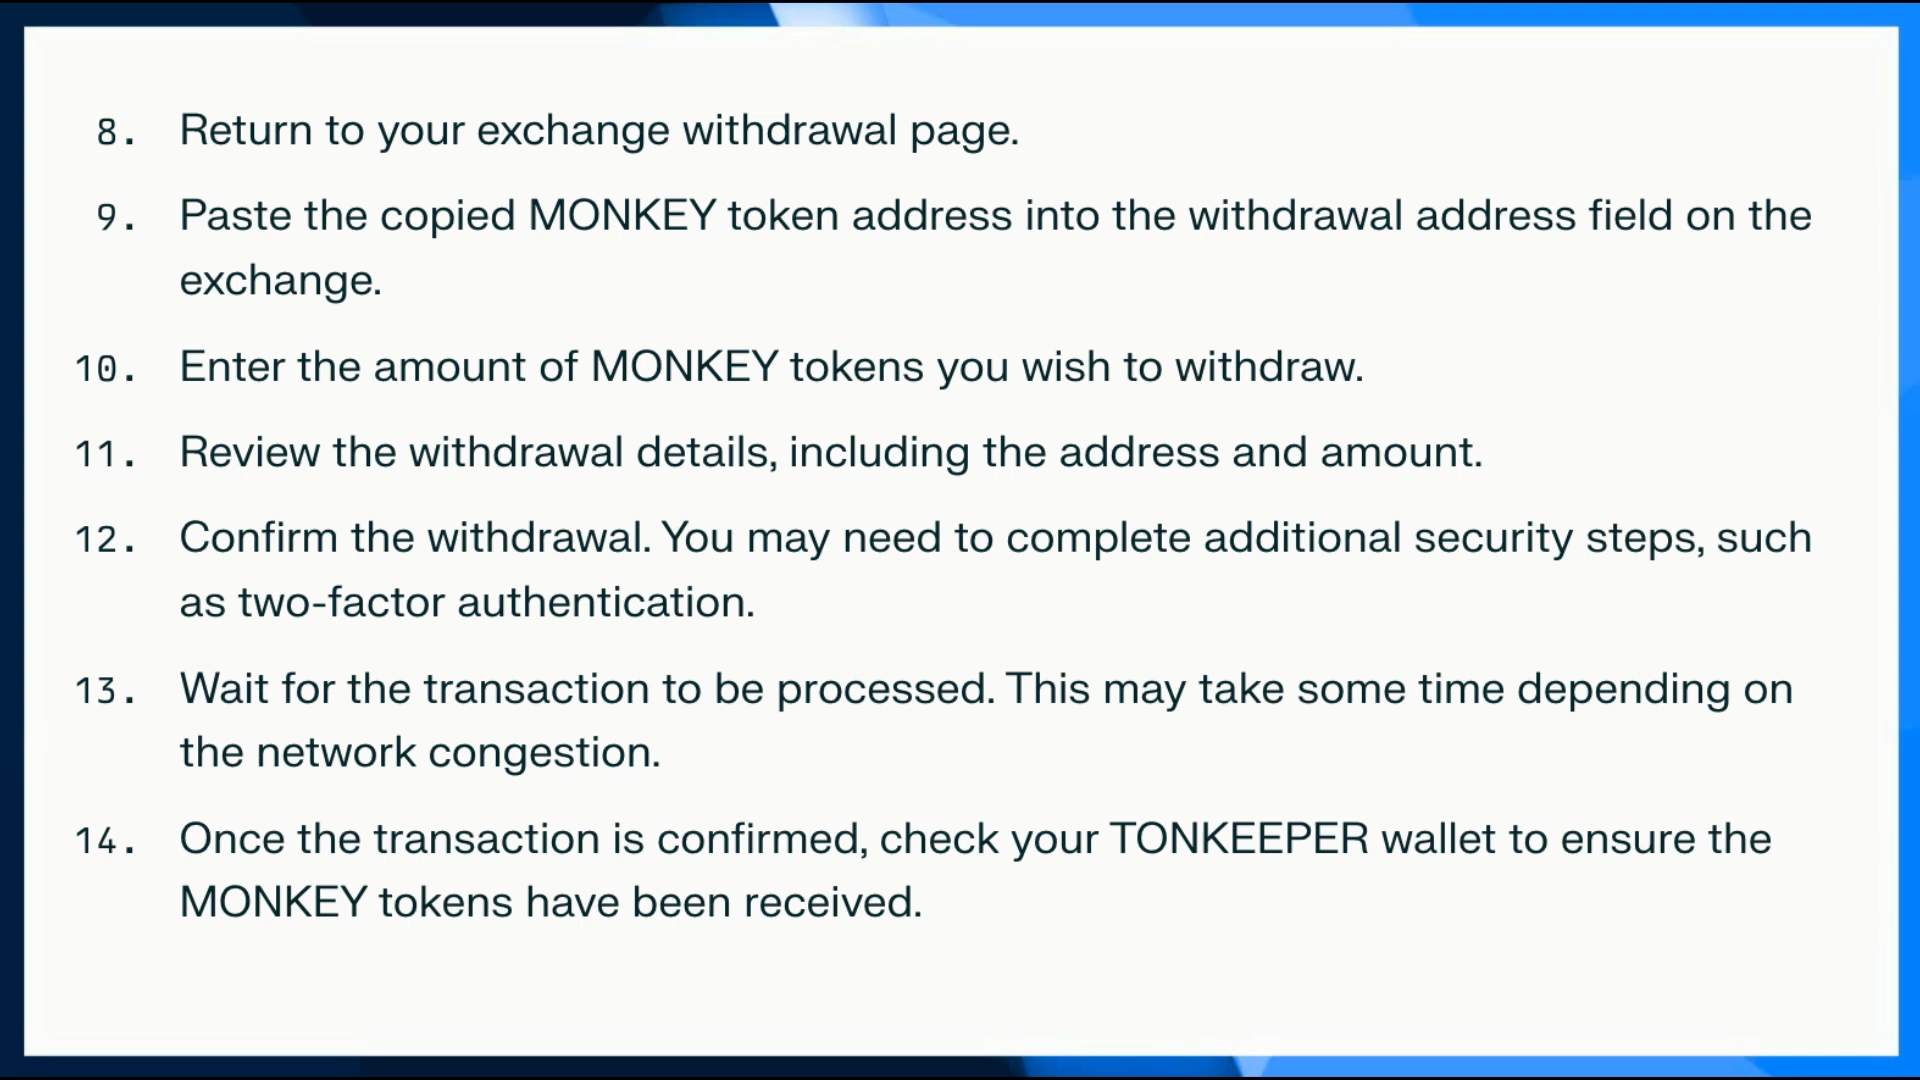 8. Return to your exchange withdrawal page.
9. Paste the copied MONKEY token address into the withdrawal address field on the
exchange.
10. Enter the amount of MONKEY tokens you wish to withdraw.
11. Review the withdrawal details, including the address and amount.
12. Confirm the withdrawal. You may need to complete additional security steps, such
as two-factor authentication.
13. Wait for the transaction to be processed. This may take some time depending on
the network congestion.
14. Once the transaction is confirmed, check your TONKEEPER wallet to ensure the
MONKEY tokens have been received.